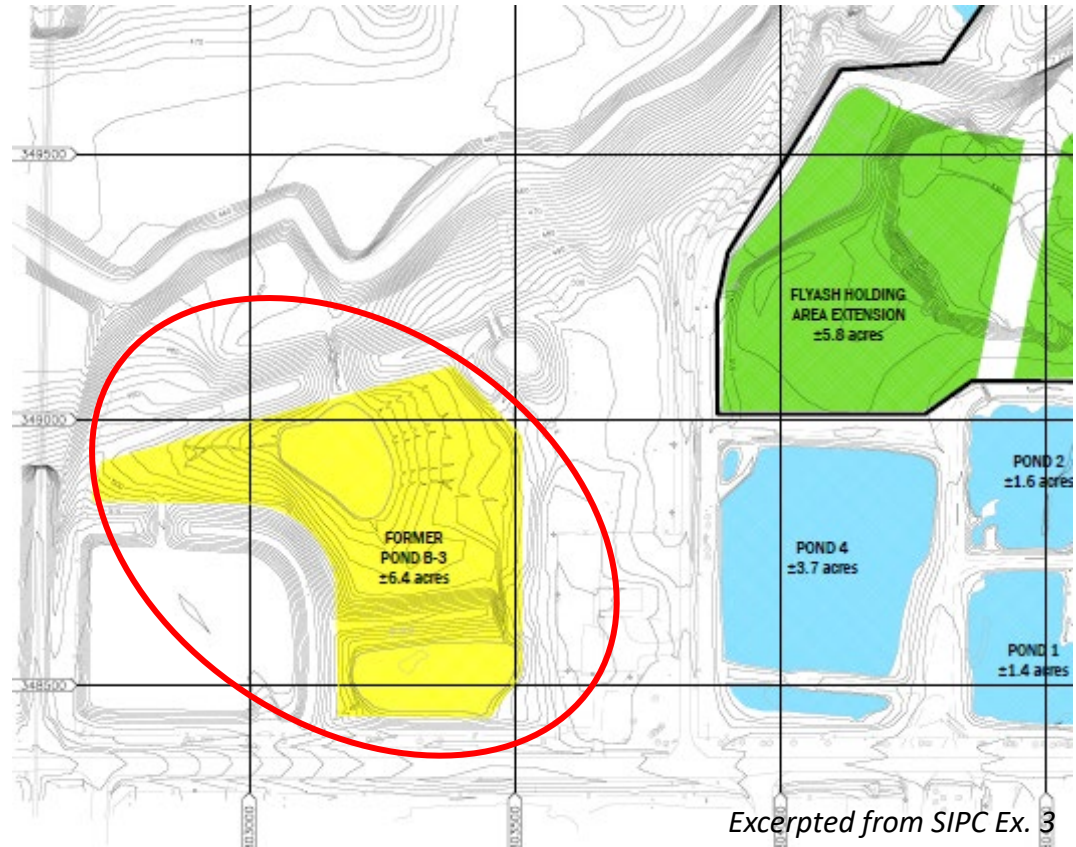 349500
FLYASH HOLDING
AREA EXTENSION
±5.8 acres
349000
POND 2
±1.6 acres
FORMER
POND B-3
±6.4 acres
POND 4
±3.7 acres
POND 1
±1.4 acres
348500
Excerpted from SIPC Ex. 3